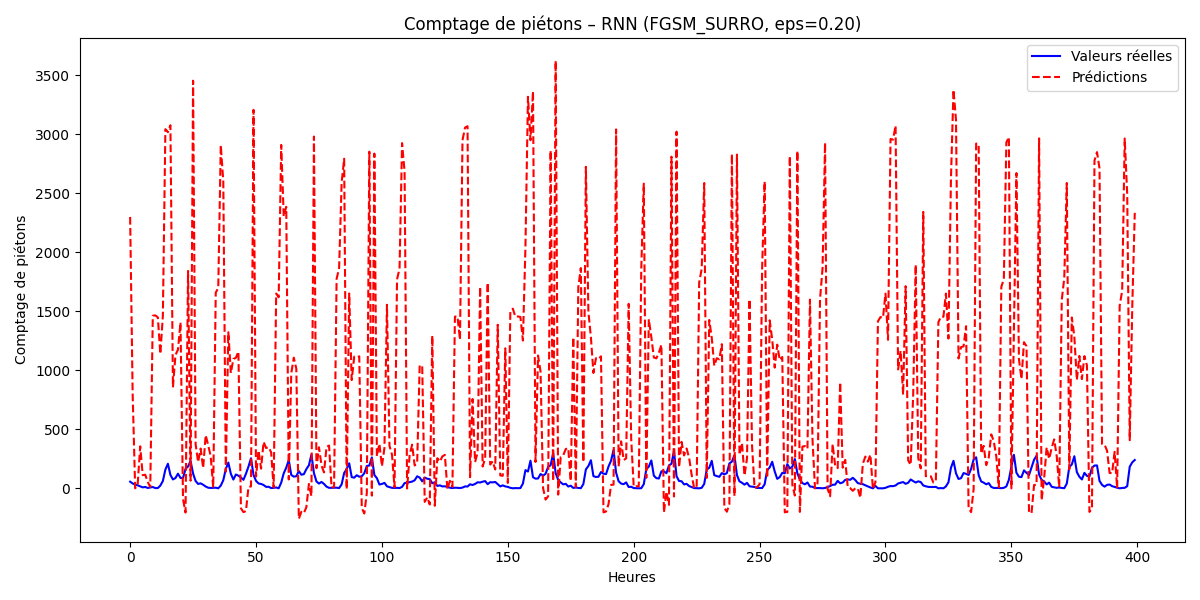 Comptage de piétons – RNN (FGSM_SURRO, eps=0.20)
Valeurs réelles
Prédictions
3500
3000
2500
2000
1500
1000
500
0
Comptage de piétons
0 50 100 150 200 250 300 350 400
Heures